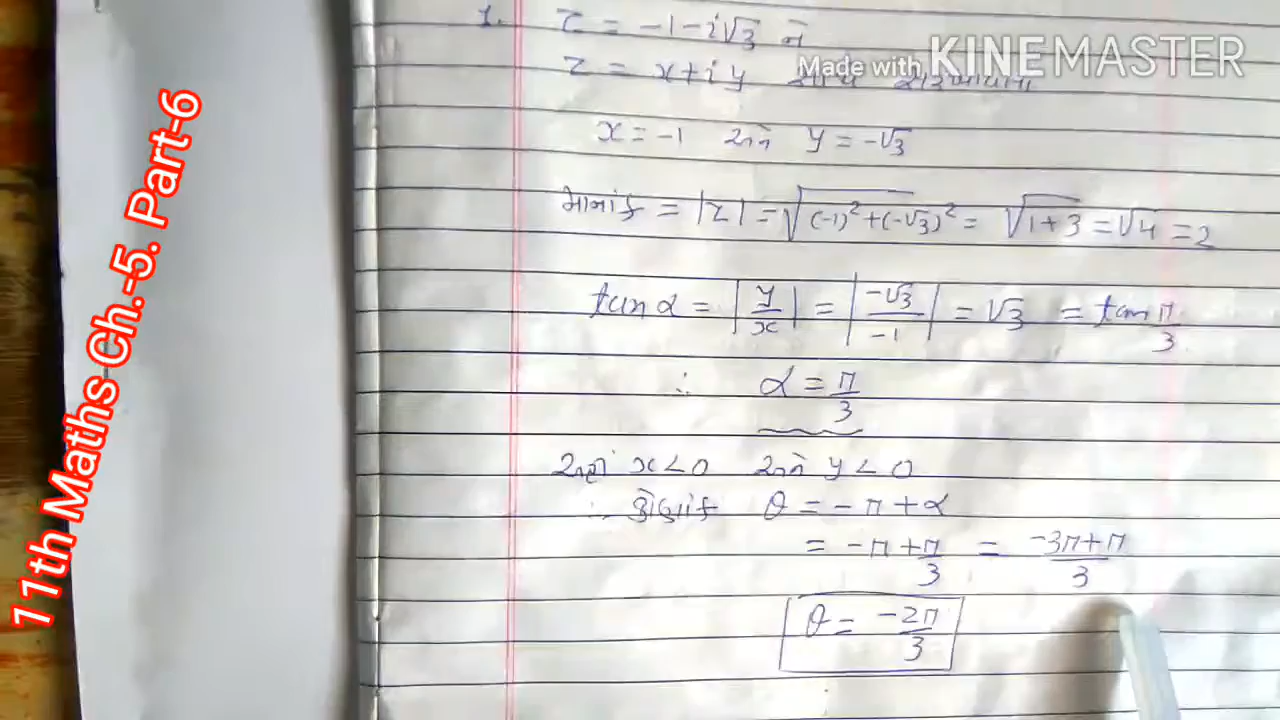 1. z = -1 - i√3 ને
Made with KINEMASTER
z = x + iy સાથે સરખાવતા
x = -1 અને y = -√3
માનાંક = |z| = √((-1)² + (-√3)²) = √(1+3) = √4 = 2
tan α = |y/x| = |-√3/-1| = √3 = tan π/3
∴ α = π/3
અહીં x < 0 અને y < 0
∴ કોણાંક θ = -π + α
= -π + π/3 = (-3π+π)/3
θ = -2π/3
11th Maths Ch.-5. Part-6